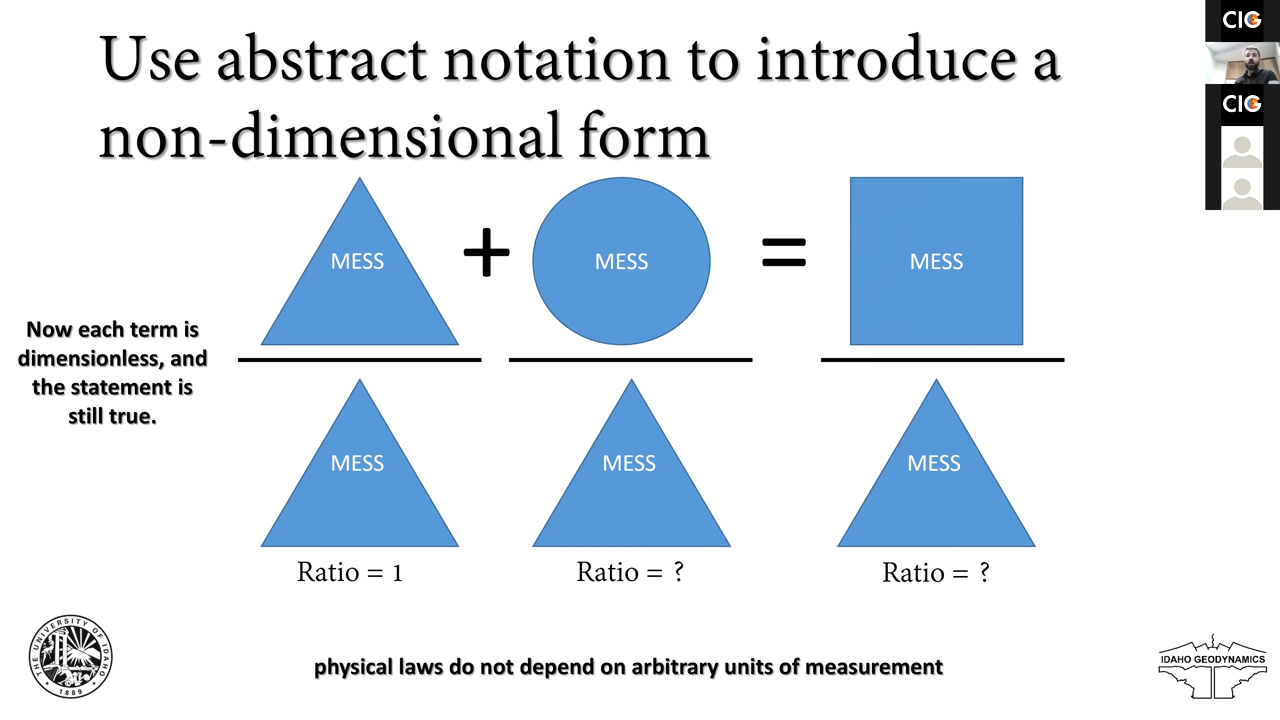 Use abstract notation to introduce a
non-dimensional form
CIG
CIG
MESS
+
MESS
=
MESS
Now each term is
dimensionless, and
the statement is
still true.
MESS
MESS
MESS
Ratio = 1
Ratio = ?
Ratio = ?
THE UNIVERSITY OF IDAHO
1889
physical laws do not depend on arbitrary units of measurement
IDAHO GEODYNAMICS